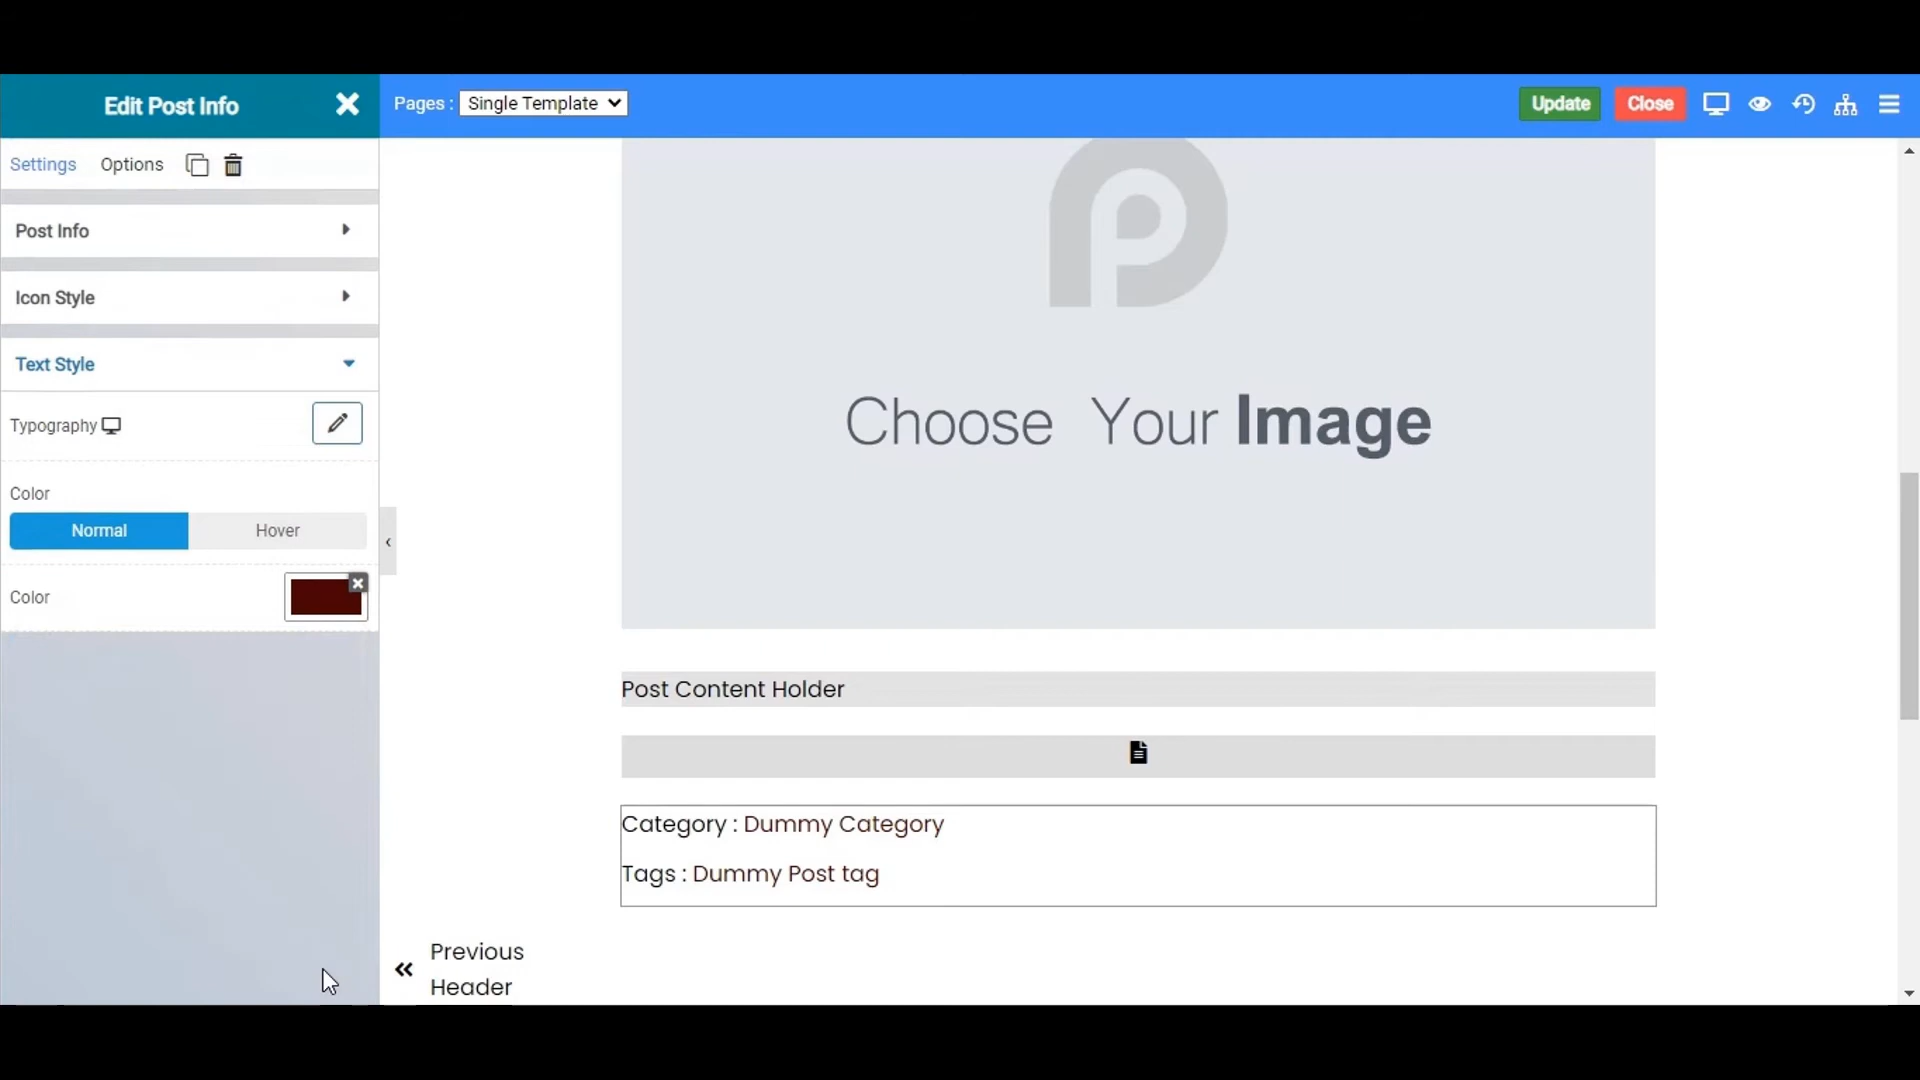 Edit Post Info
Pages : Single Template
Update
Close
Settings
Options
Post Info
Icon Style
Text Style
Typography
Color
Normal
Hover
Color
Choose Your Image
Post Content Holder
Category : Dummy Category
Tags : Dummy Post tag
Previous
Header